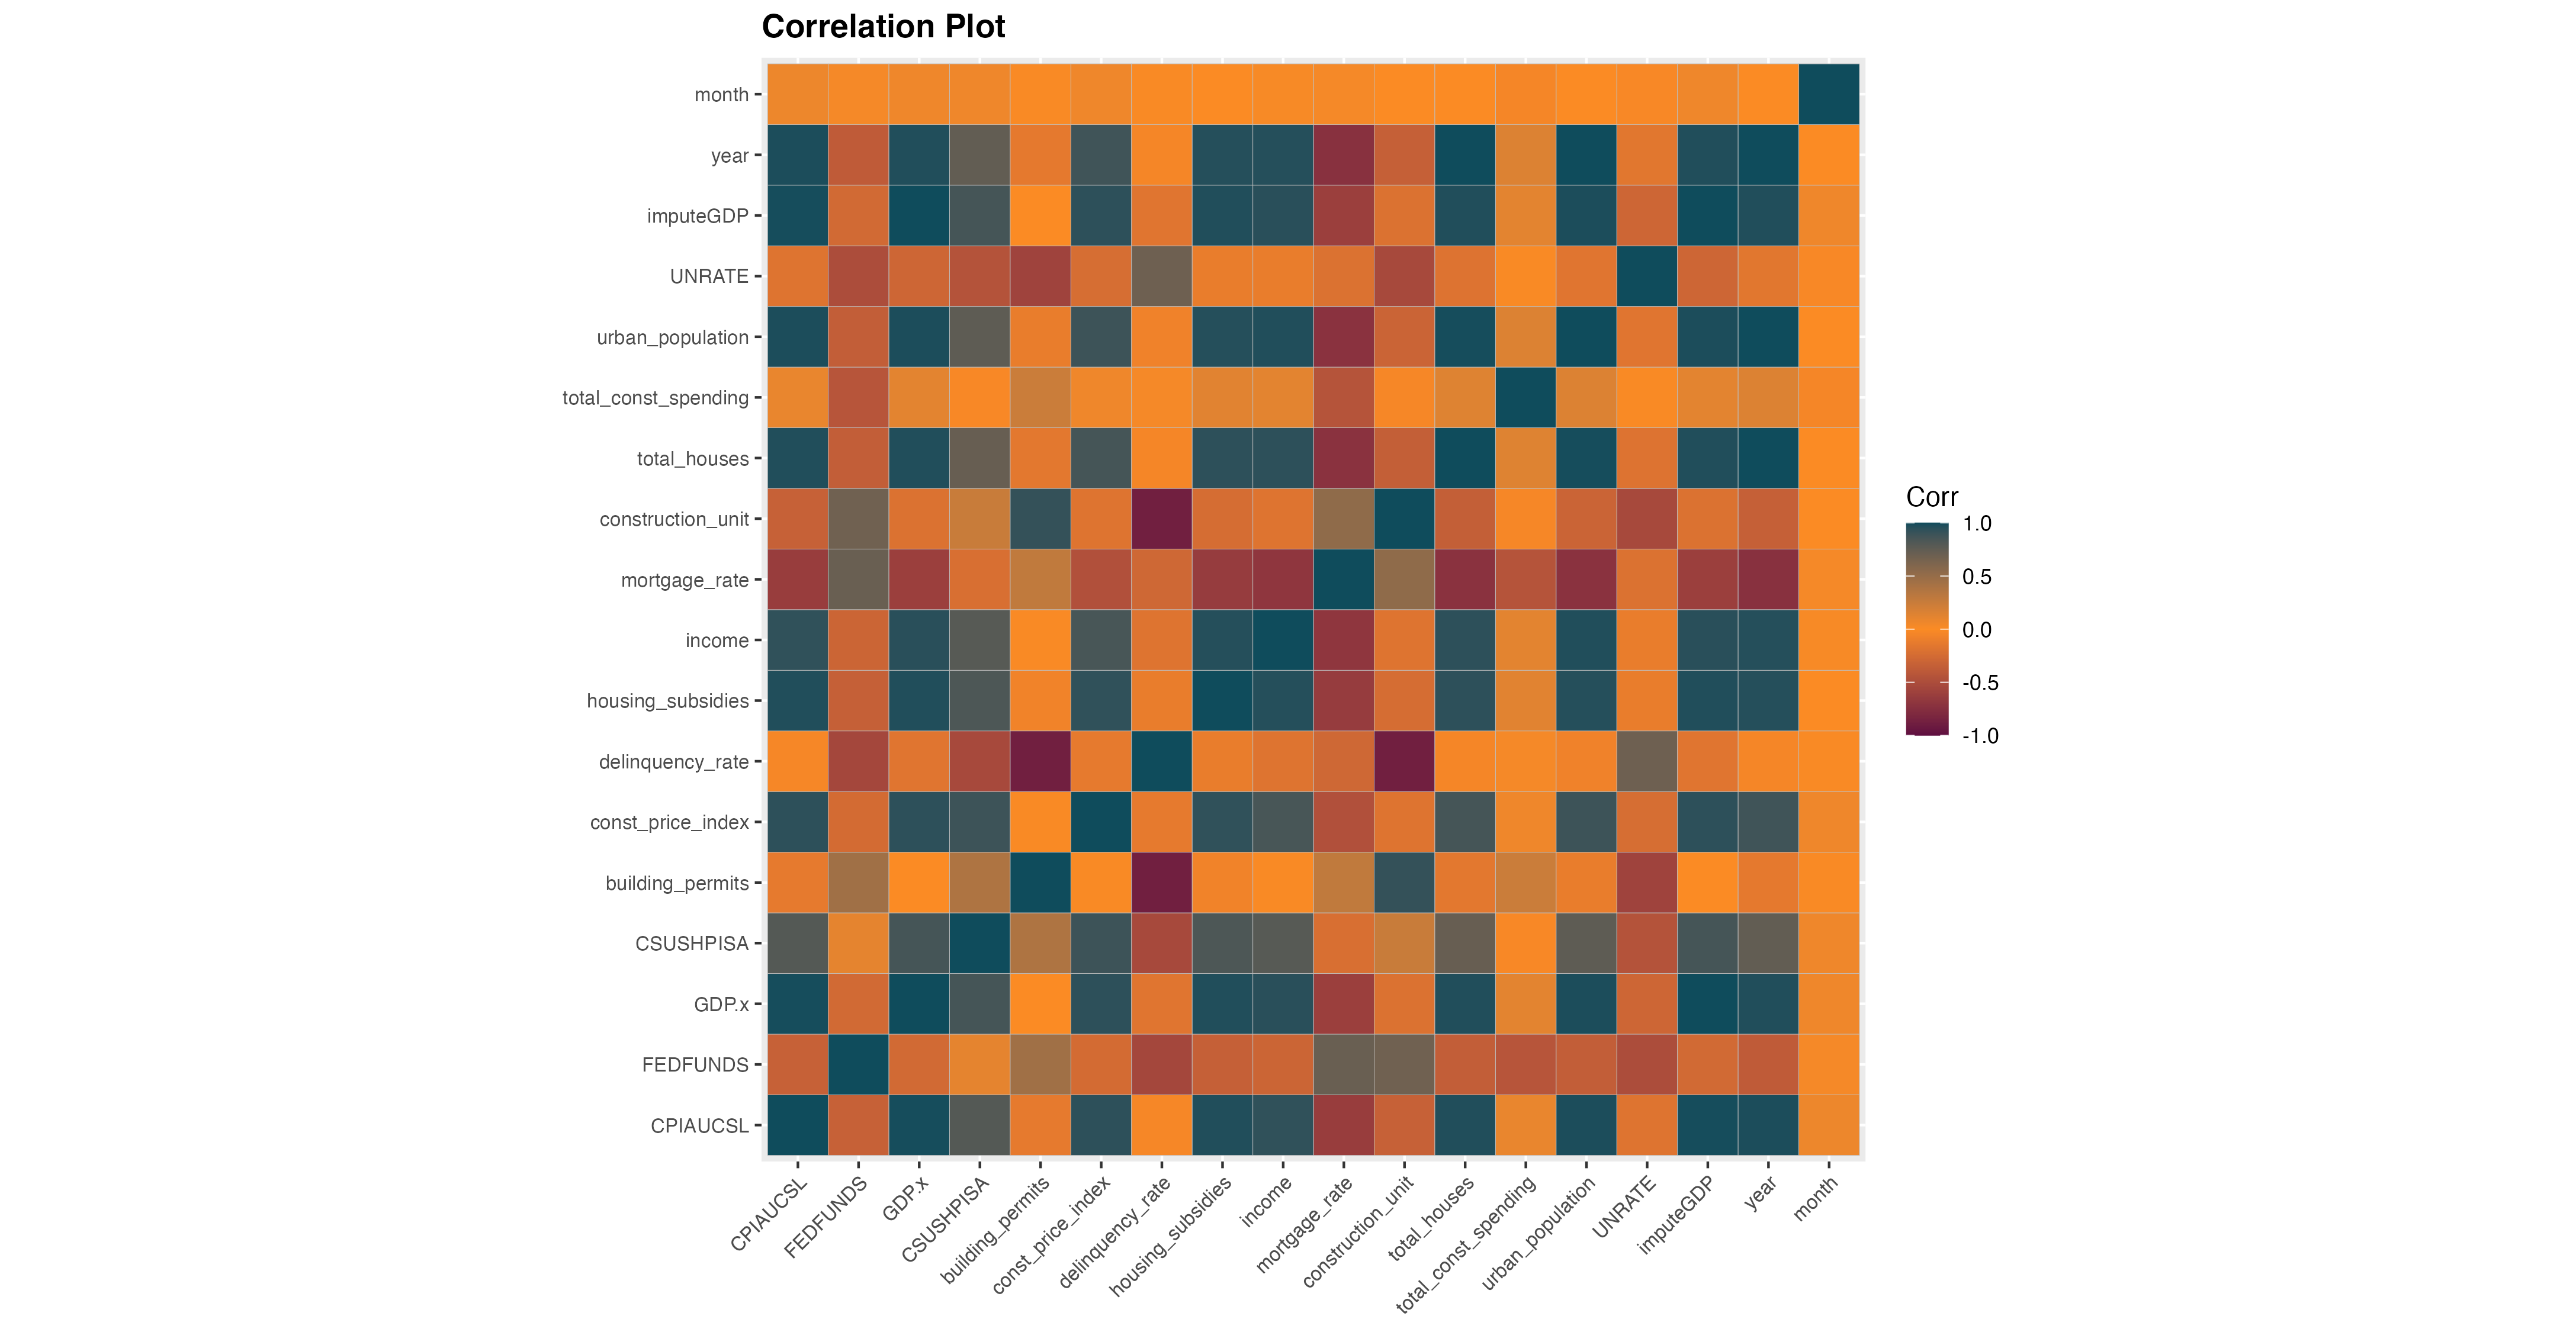 Correlation Plot
month
year
imputeGDP
UNRATE
urban_population
total_const_spending
total_houses
construction_unit
mortgage_rate
income
housing_subsidies
delinquency_rate
const_price_index
building_permits
CSUSHPISA
GDP.x
FEDFUNDS
CPIAUCSL
CPIAUCSL
FEDFUNDS
GDP.x
CSUSHPISA
building_permits
const_price_index
delinquency_rate
housing_subsidies
income
mortgage_rate
construction_unit
total_houses
total_const_spending
urban_population
UNRATE
imputeGDP
year
month
Corr
1.0
0.5
0.0
-0.5
-1.0